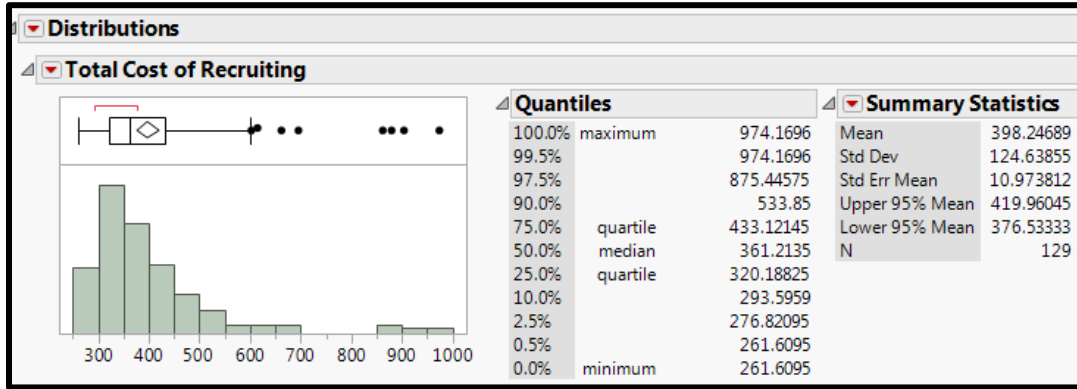 Distributions
Total Cost of Recruiting
300 400 500 600 700 800 900 1000
Quantiles
100.0% maximum 974.1696
99.5% 974.1696
97.5% 875.44575
90.0% 533.85
75.0% quartile 433.12145
50.0% median 361.2135
25.0% quartile 320.18825
10.0% 293.5959
2.5% 276.82095
0.5% 261.6095
0.0% minimum 261.6095
Summary Statistics
Mean 398.24689
Std Dev 124.63855
Std Err Mean 10.973812
Upper 95% Mean 419.96045
Lower 95% Mean 376.53333
N 129